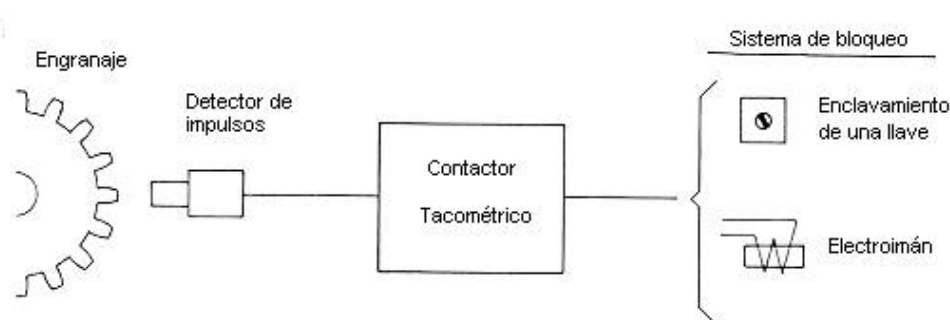 Sistema de bloqueo
Engranaje
Detector de
impulsos
Enclavamiento
de una llave
Contactor
Tacométrico
Electroimán